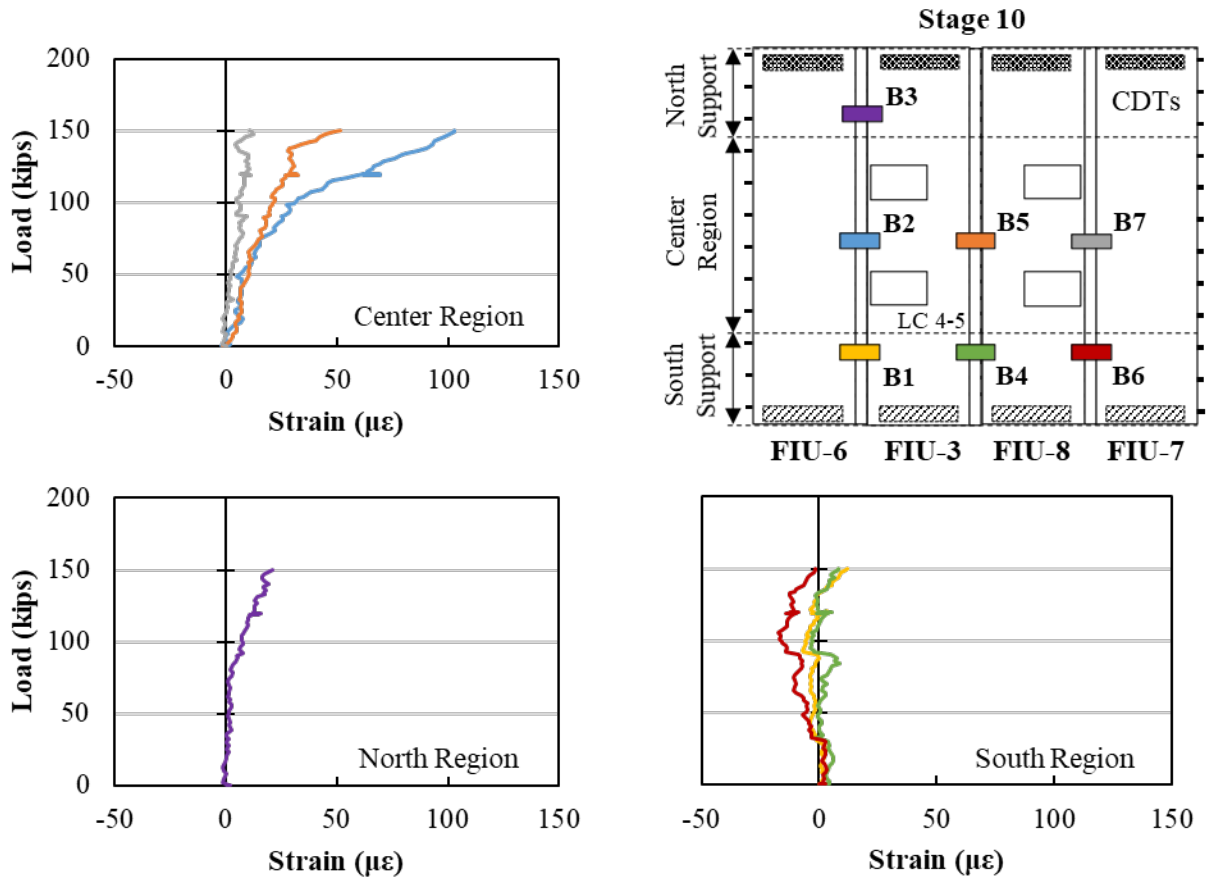 200
150
100
50
0
-50 0 50 100 150
Load (kips)
Strain (με)
Center Region
Stage 10
North
Support
Center
Region
South
Support
B3
CDTs
B2
B5
B7
LC 4-5
B1
B4
B6
FIU-6
FIU-3
FIU-8
FIU-7
200
150
100
50
0
-50 0 50 100 150
Load (kips)
Strain (με)
North Region
-50 0 50 100 150
Strain (με)
South Region